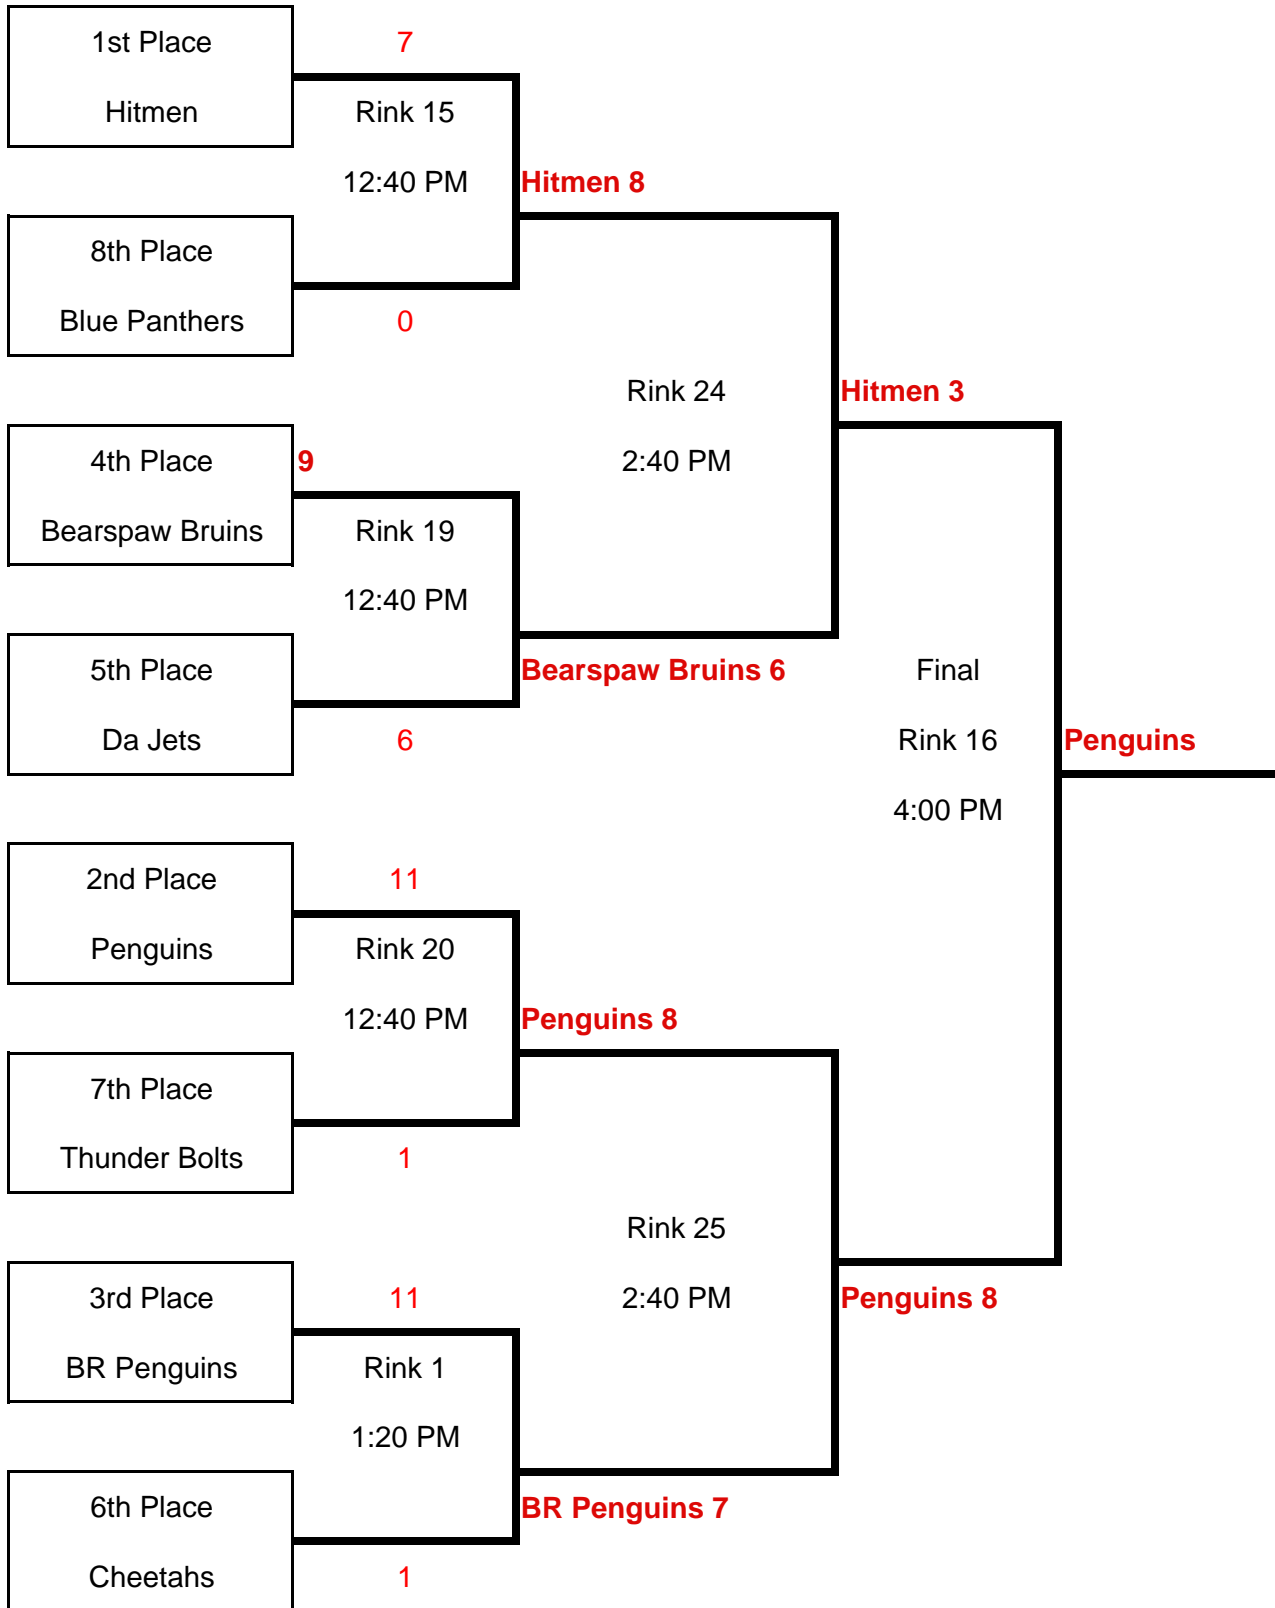 1st Place
7
Hitmen
Rink 15
12:40 PM
Hitmen 8
8th Place
Blue Panthers
0
Rink 24
Hitmen 3
4th Place
9
2:40 PM
Bearspaw Bruins
Rink 19
12:40 PM
5th Place
Bearspaw Bruins 6
Final
Da Jets
6
Rink 16
Penguins
4:00 PM
2nd Place
11
Penguins
Rink 20
12:40 PM
Penguins 8
7th Place
Thunder Bolts
1
Rink 25
3rd Place
11
2:40 PM
Penguins 8
BR Penguins
Rink 1
1:20 PM
6th Place
BR Penguins 7
Cheetahs
1